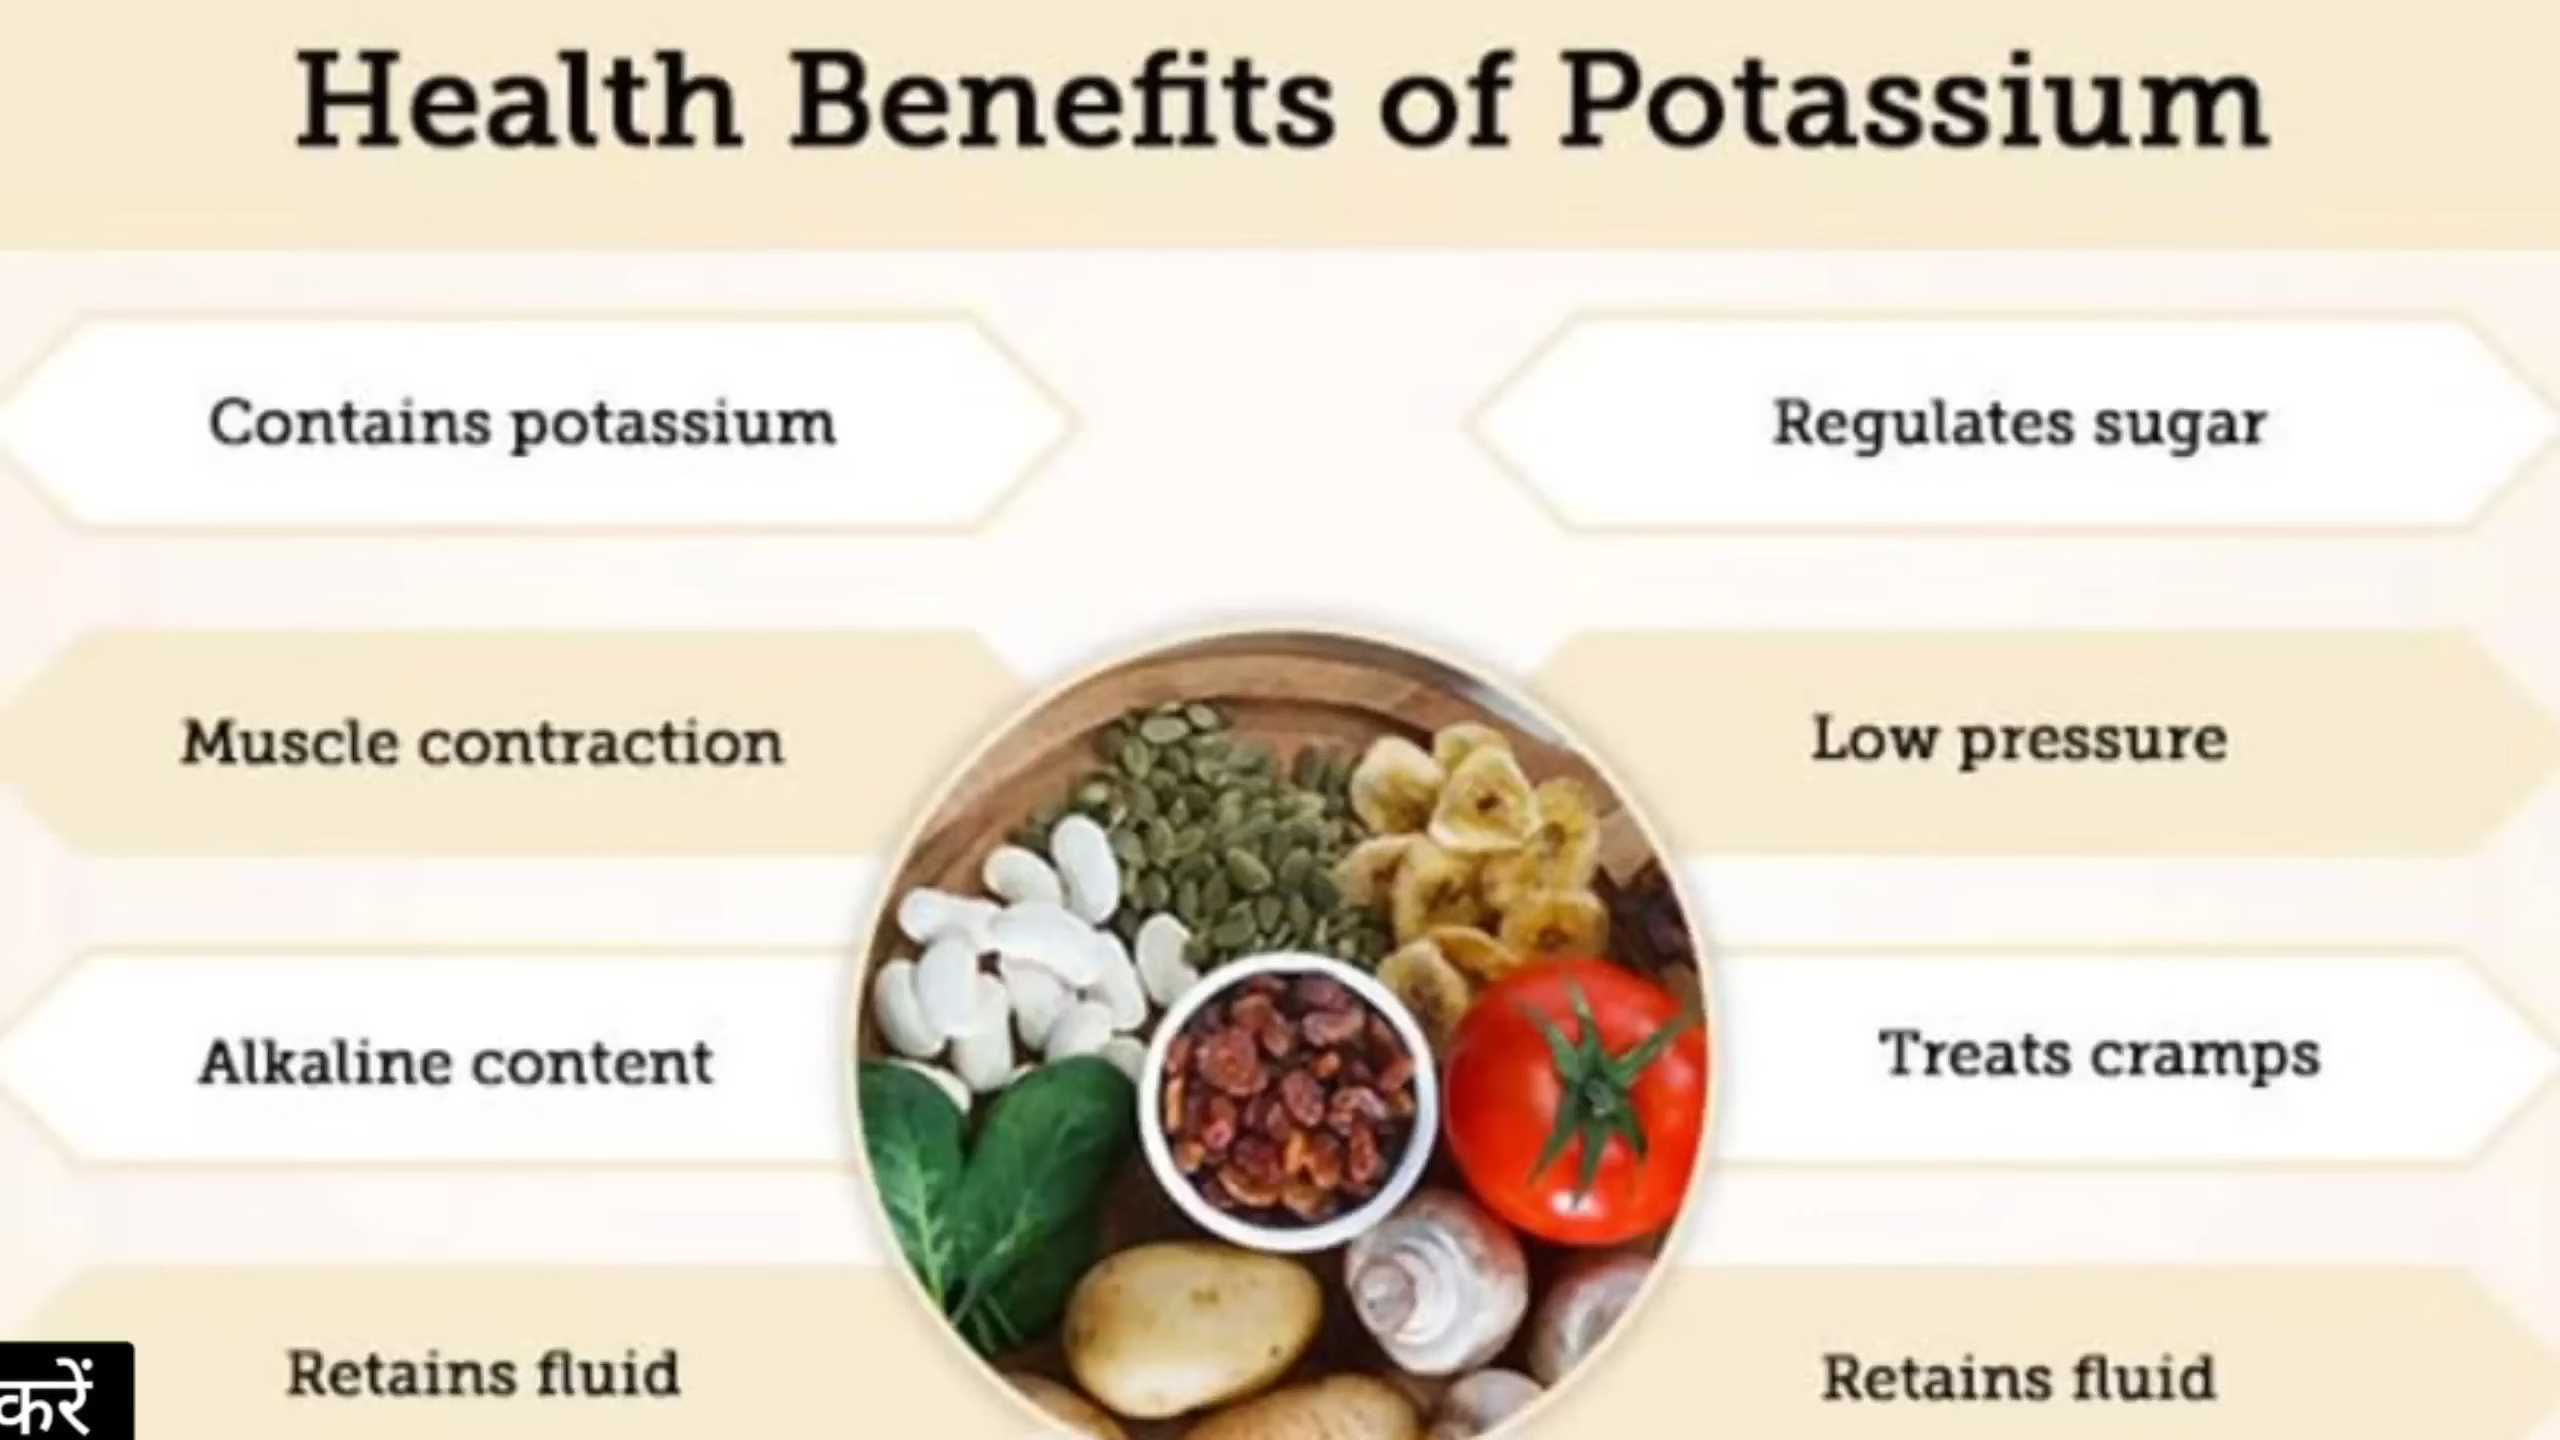 Health Benefits of Potassium
Contains potassium
Regulates sugar
Muscle contraction
Low pressure
Alkaline content
Treats cramps
Retains fluid
Retains fluid
करें